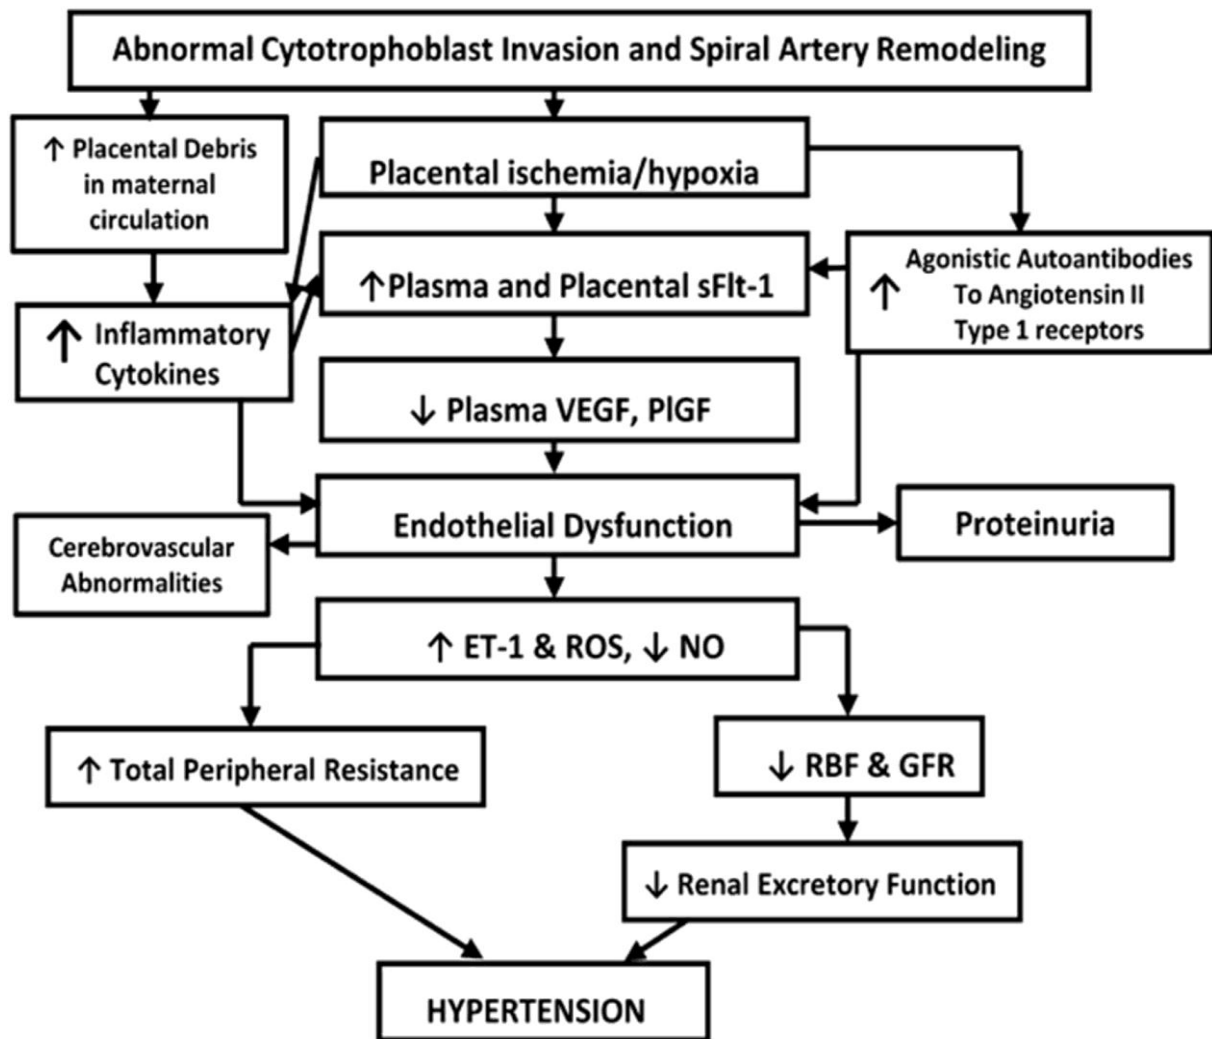 Abnormal Cytotrophoblast Invasion and Spiral Artery Remodeling
↑ Placental Debris
in maternal
circulation
Placental ischemia/hypoxia
↑Plasma and Placental sFlt-1
↑ Agonistic Autoantibodies
To Angiotensin II
Type 1 receptors
↑ Inflammatory
Cytokines
↓ Plasma VEGF, PlGF
Endothelial Dysfunction
Proteinuria
Cerebrovascular
Abnormalities
↑ ET-1 & ROS, ↓ NO
↑ Total Peripheral Resistance
↓ RBF & GFR
↓ Renal Excretory Function
HYPERTENSION